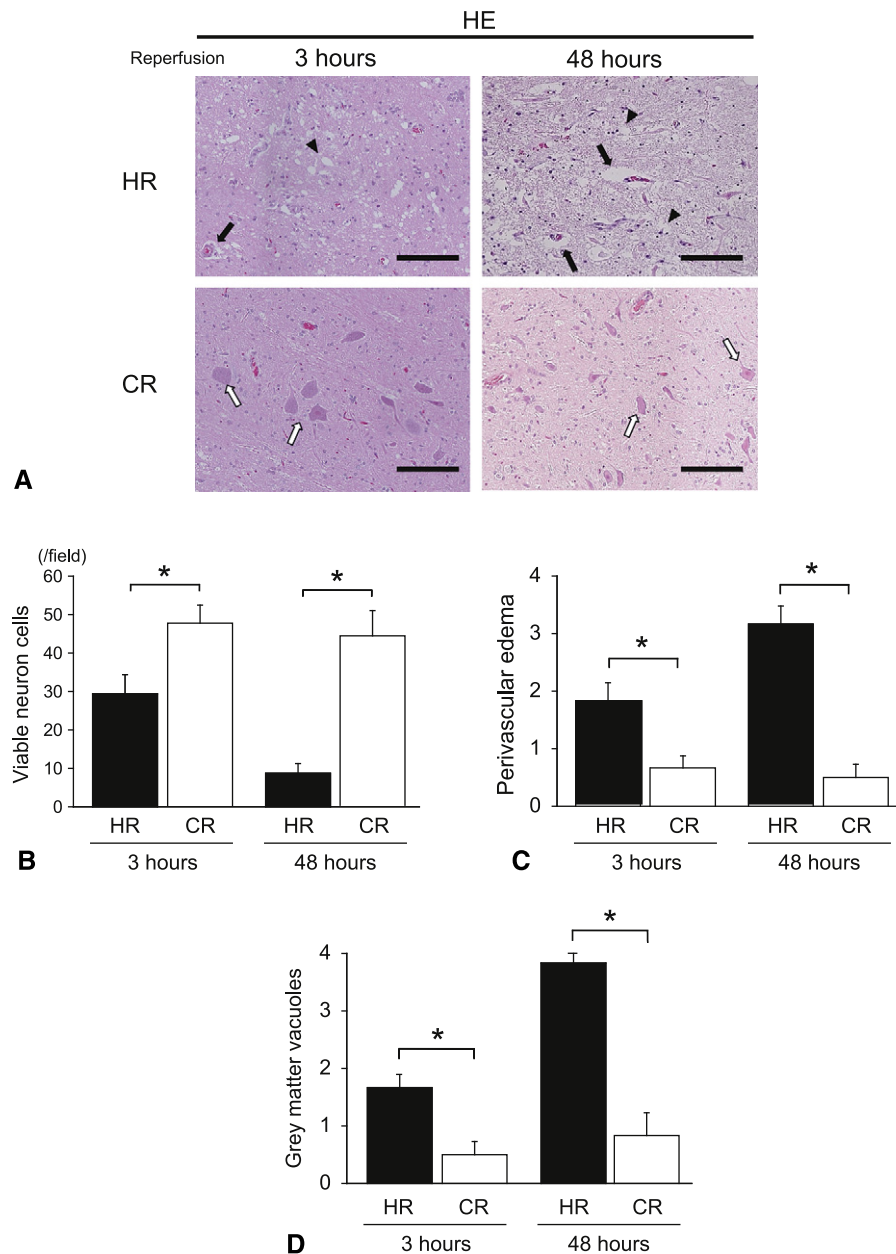 HE
Reperfusion 3 hours 48 hours
HR
CR
A
(/field)
Viable neuron cells
60
50
40
30
20
10
0
*
*
HR CR HR CR
3 hours 48 hours
B
Perivascular edema
4
3
2
1
0
*
*
HR CR HR CR
3 hours 48 hours
C
Grey matter vacuoles
4
3
2
1
0
*
*
HR CR HR CR
3 hours 48 hours
D